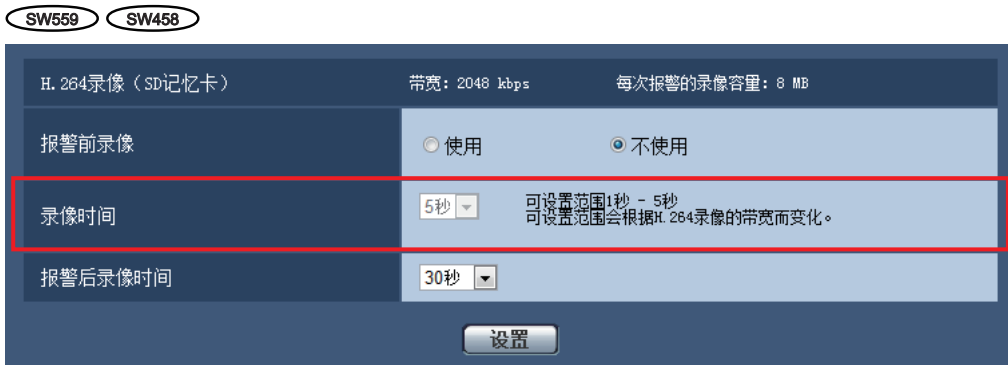 SW559 SW458
H.264录像（SD记忆卡） 带宽: 2048 kbps 每次报警的录像容量: 8 MB
报警前录像 使用 不使用
录像时间 5秒 可设置范围1秒 - 5秒
可设置范围会根据H.264录像的带宽而变化。
报警后录像时间 30秒
设置